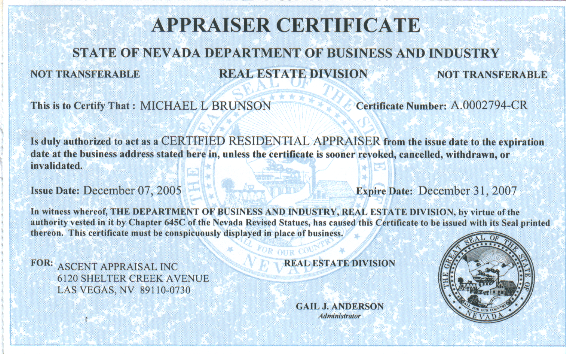 APPRAISER CERTIFICATE
STATE OF NEVADA DEPARTMENT OF BUSINESS AND INDUSTRY
NOT TRANSFERABLE REAL ESTATE DIVISION NOT TRANSFERABLE
This is to Certify That : MICHAEL L BRUNSON Certificate Number: A.0002794-CR
Is duly authorized to act as a CERTIFIED RESIDENTIAL APPRAISER from the issue date to the expiration
date at the business address stated here in, unless the certificate is sooner revoked, cancelled, withdrawn, or
invalidated.
Issue Date: December 07, 2005 Expire Date: December 31, 2007
In witness whereof, THE DEPARTMENT OF BUSINESS AND INDUSTRY, REAL ESTATE DIVISION, by virtue of the
authority vested in it by Chapter 645C of the Nevada Revised Statues, has caused this Certificate to be issued with its Seal printed
thereon. This certificate must be conspicuously displayed in place of business.
FOR: ASCENT APPRAISAL INC REAL ESTATE DIVISION
6120 SHELTER CREEK AVENUE
LAS VEGAS, NV 89110-0730
GAIL J. ANDERSON
Administrator
THE GREAT SEAL OF THE STATE OF
NEVADA